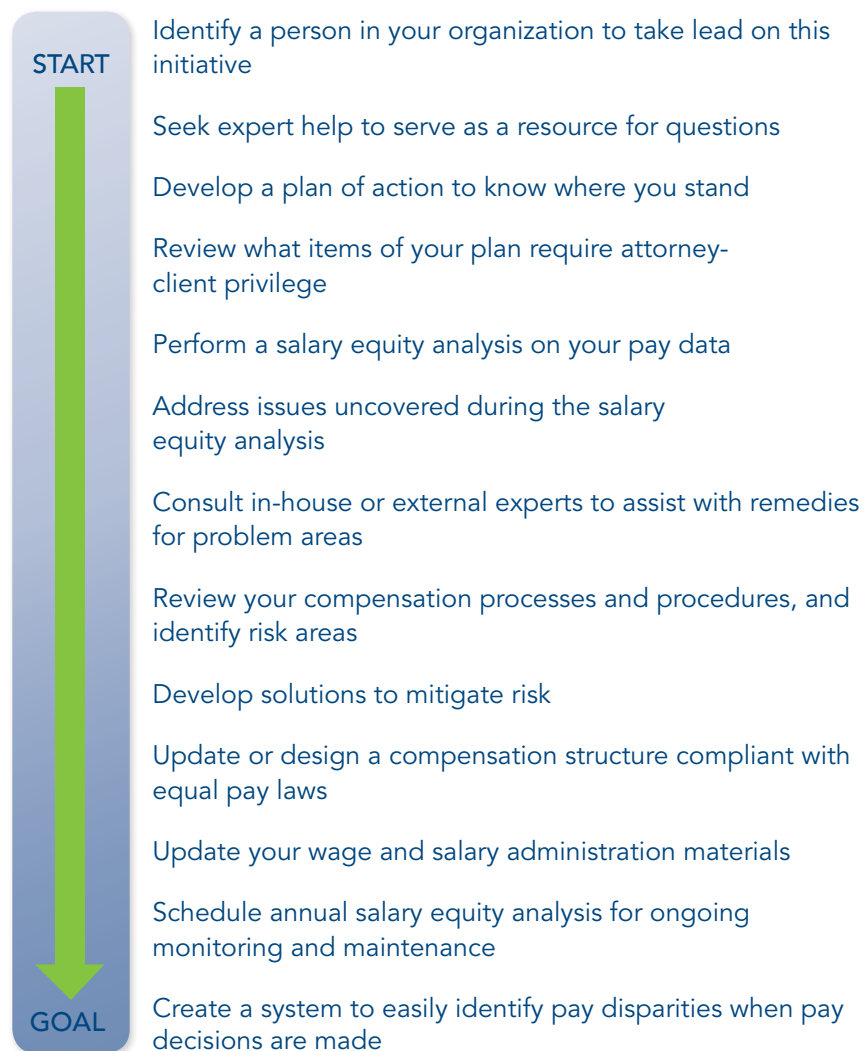 START
Identify a person in your organization to take lead on this
initiative
Seek expert help to serve as a resource for questions
Develop a plan of action to know where you stand
Review what items of your plan require attorney-
client privilege
Perform a salary equity analysis on your pay data
Address issues uncovered during the salary
equity analysis
Consult in-house or external experts to assist with remedies
for problem areas
Review your compensation processes and procedures, and
identify risk areas
Develop solutions to mitigate risk
Update or design a compensation structure compliant with
equal pay laws
Update your wage and salary administration materials
Schedule annual salary equity analysis for ongoing
monitoring and maintenance
GOAL
Create a system to easily identify pay disparities when pay
decisions are made